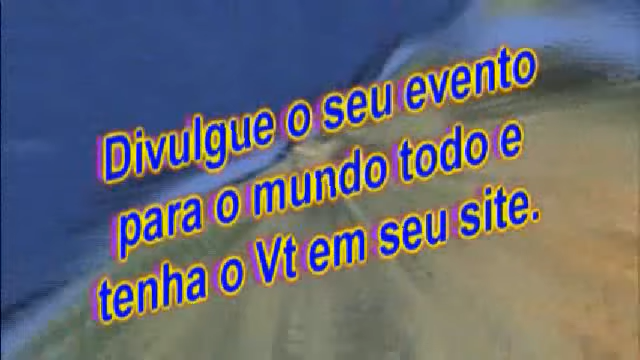 Divulgue o seu evento
para o mundo todo e
tenha o Vt em seu site.